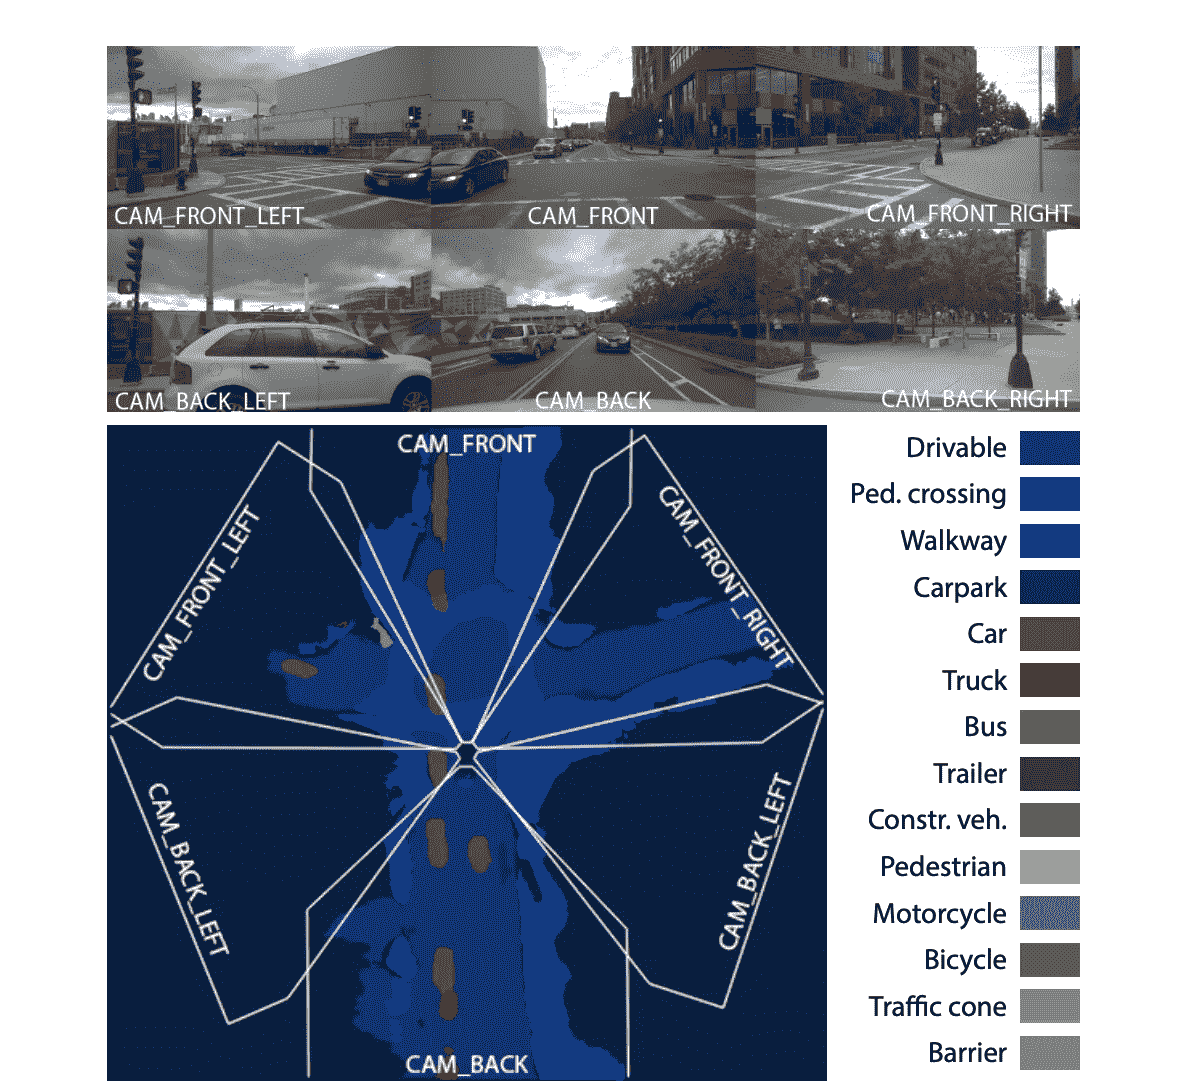 CAM_FRONT_LEFT
CAM_FRONT
CAM_FRONT_RIGHT
CAM_BACK_LEFT
CAM_BACK
CAM_BACK_RIGHT
CAM_FRONT
CAM_FRONT_LEFT
CAM_FRONT_RIGHT
CAM_BACK_LEFT
CAM_BACK_LEFT
CAM_BACK
Drivable
Ped. crossing
Walkway
Carpark
Car
Truck
Bus
Trailer
Constr. veh.
Pedestrian
Motorcycle
Bicycle
Traffic cone
Barrier